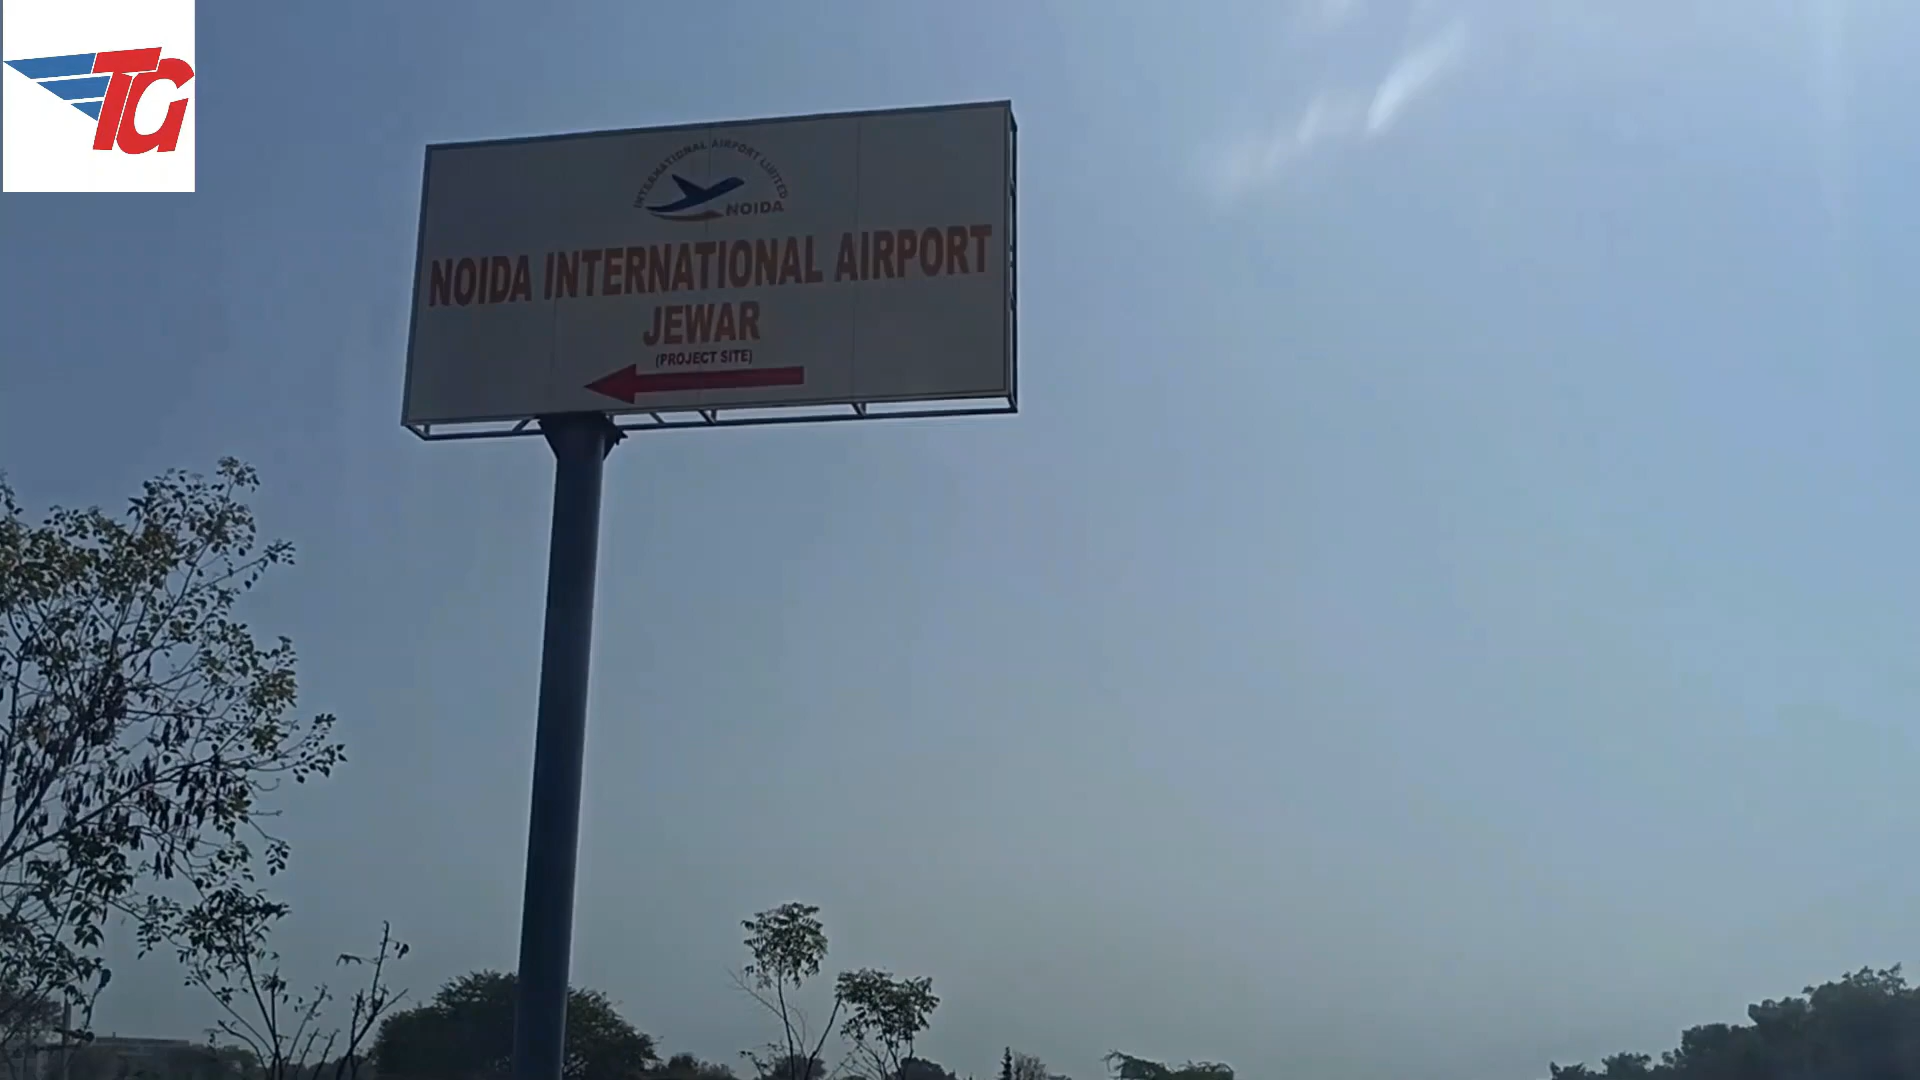 TG
INTERNATIONAL AIRPORT LIMITED
NOIDA
NOIDA INTERNATIONAL AIRPORT
JEWAR
(PROJECT SITE)